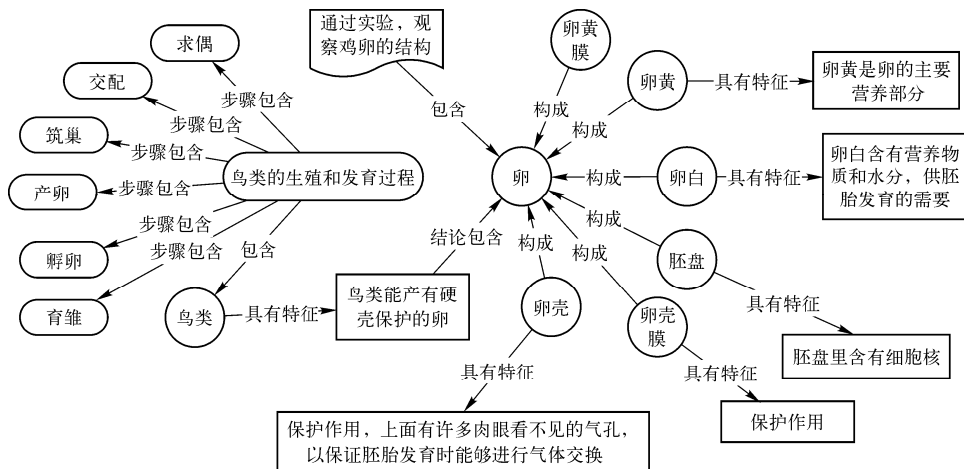 求偶
交配
筑巢
产卵
孵卵
育雏
步骤包含
步骤包含
步骤包含
步骤包含
步骤包含
步骤包含
鸟类的生殖和发育过程
包含
鸟类
具有特征
鸟类能产有硬
壳保护的卵
结论包含
通过实验，观
察鸡卵的结构
包含
卵
卵黄
膜
构成
卵黄
构成
具有特征
卵黄是卵的主要
营养部分
卵白
构成
具有特征
卵白含有营养物
质和水分，供胚
胎发育的需要
胚盘
构成
具有特征
胚盘里含有细胞核
卵壳
膜
构成
具有特征
保护作用
卵壳
构成
具有特征
保护作用，上面有许多肉眼看不见的气孔，
以保证胚胎发育时能够进行气体交换